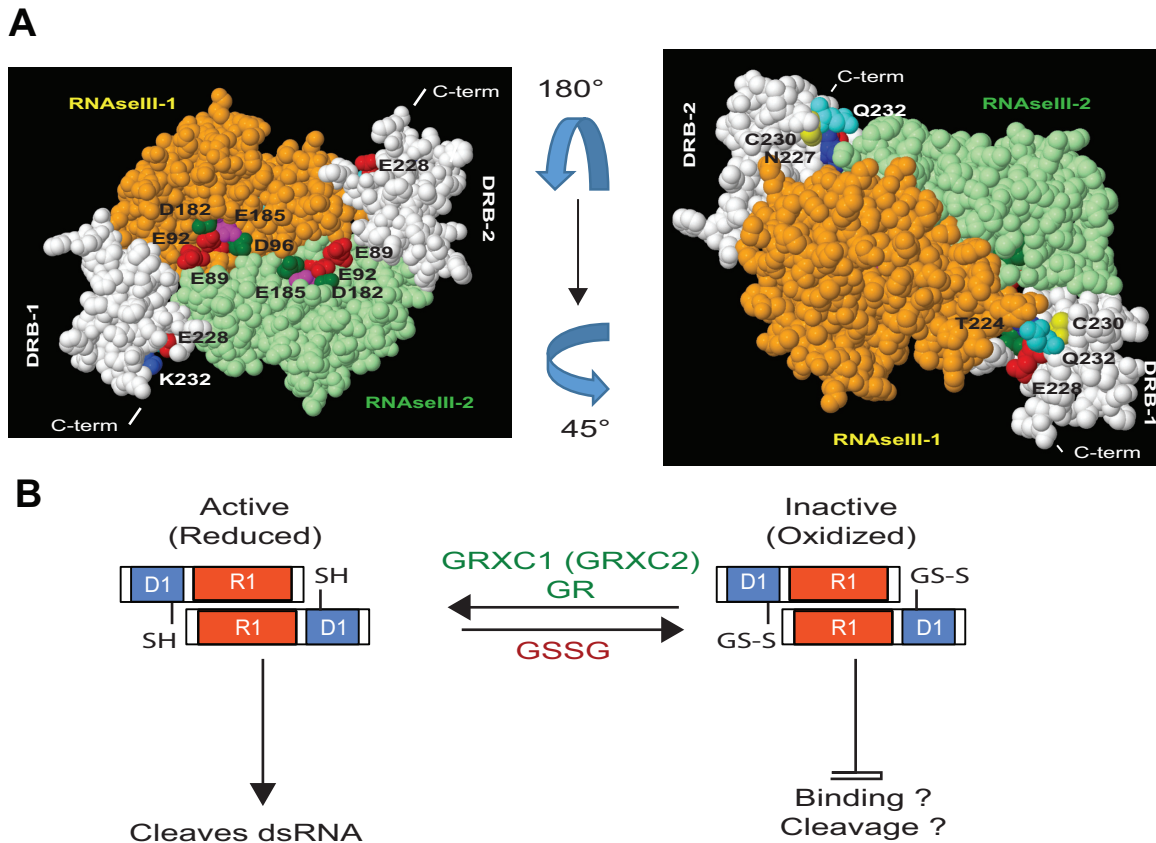 A
RNAseIII-1
C-term
E228
DRB-2
D182
E185
E92
D96
E89
E89
E92
E185
D182
DRB-1
E228
K232
RNAseIII-2
C-term
180°
45°
C-term
Q232
RNAseIII-2
DRB-2
C230
N227
T224
C230
Q232
E228
DRB-1
RNAseIII-1
C-term
B
Active
(Reduced)
D1
R1
SH
SH
R1
D1
Cleaves dsRNA
GRXC1 (GRXC2)
GR
GSSG
Inactive
(Oxidized)
D1
R1
GS-S
GS-S
R1
D1
Binding ?
Cleavage ?